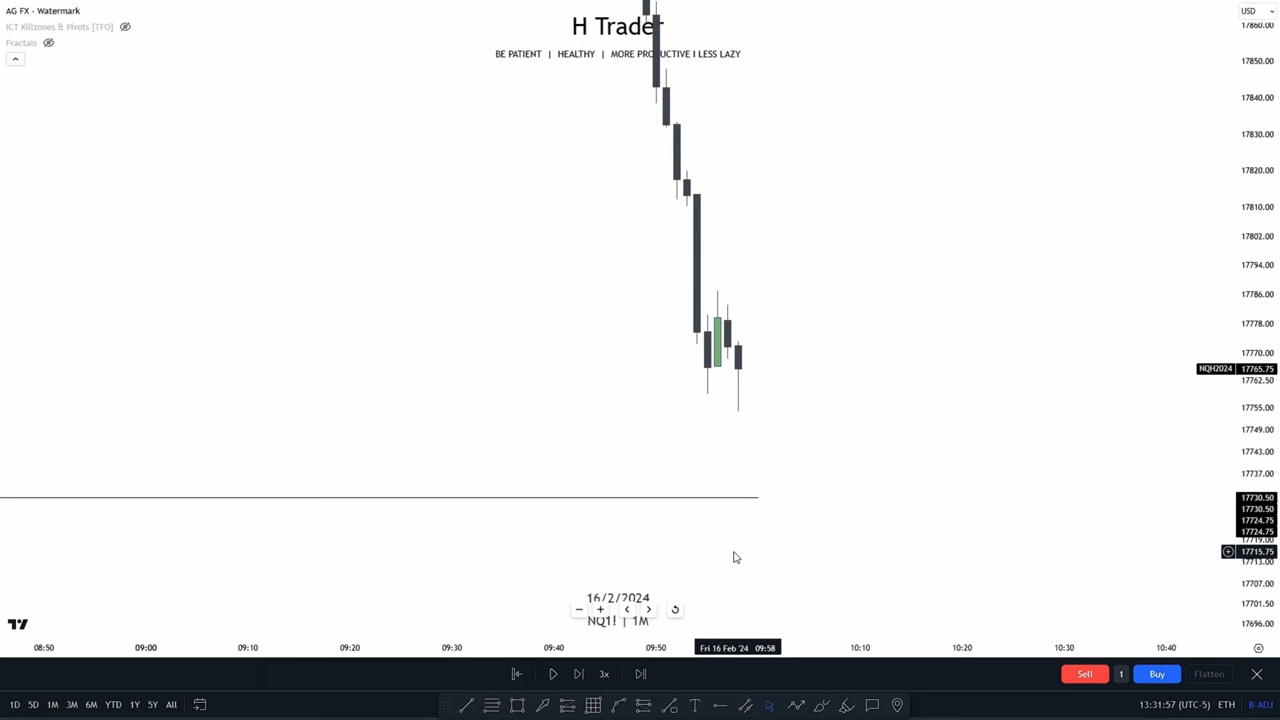 AG FX - Watermark
ICT Killzones & Pivots [TFO]
Fractals
H Trader
BE PATIENT | HEALTHY | MORE PRODUCTIVE I LESS LAZY
USD
17860.00
17850.00
17840.00
17830.00
17820.00
17810.00
17802.00
17794.00
17786.00
17778.00
17770.00
NQH2024 17765.75
17762.50
17755.00
17749.00
17743.00
17737.00
17730.50
17730.50
17724.75
17724.75
17719.00
17715.75
17713.00
17707.00
17701.50
17696.00
16/2/2024
NQ1! | 1M
08:50 09:00 09:10 09:20 09:30 09:40 09:50 Fri 16 Feb '24 09:58 10:10 10:20 10:30 10:40
3x Sell 1 Buy Flatten
1D 5D 1M 3M 6M YTD 1Y 5Y All 13:31:57 (UTC-5) ETH B-ADJ